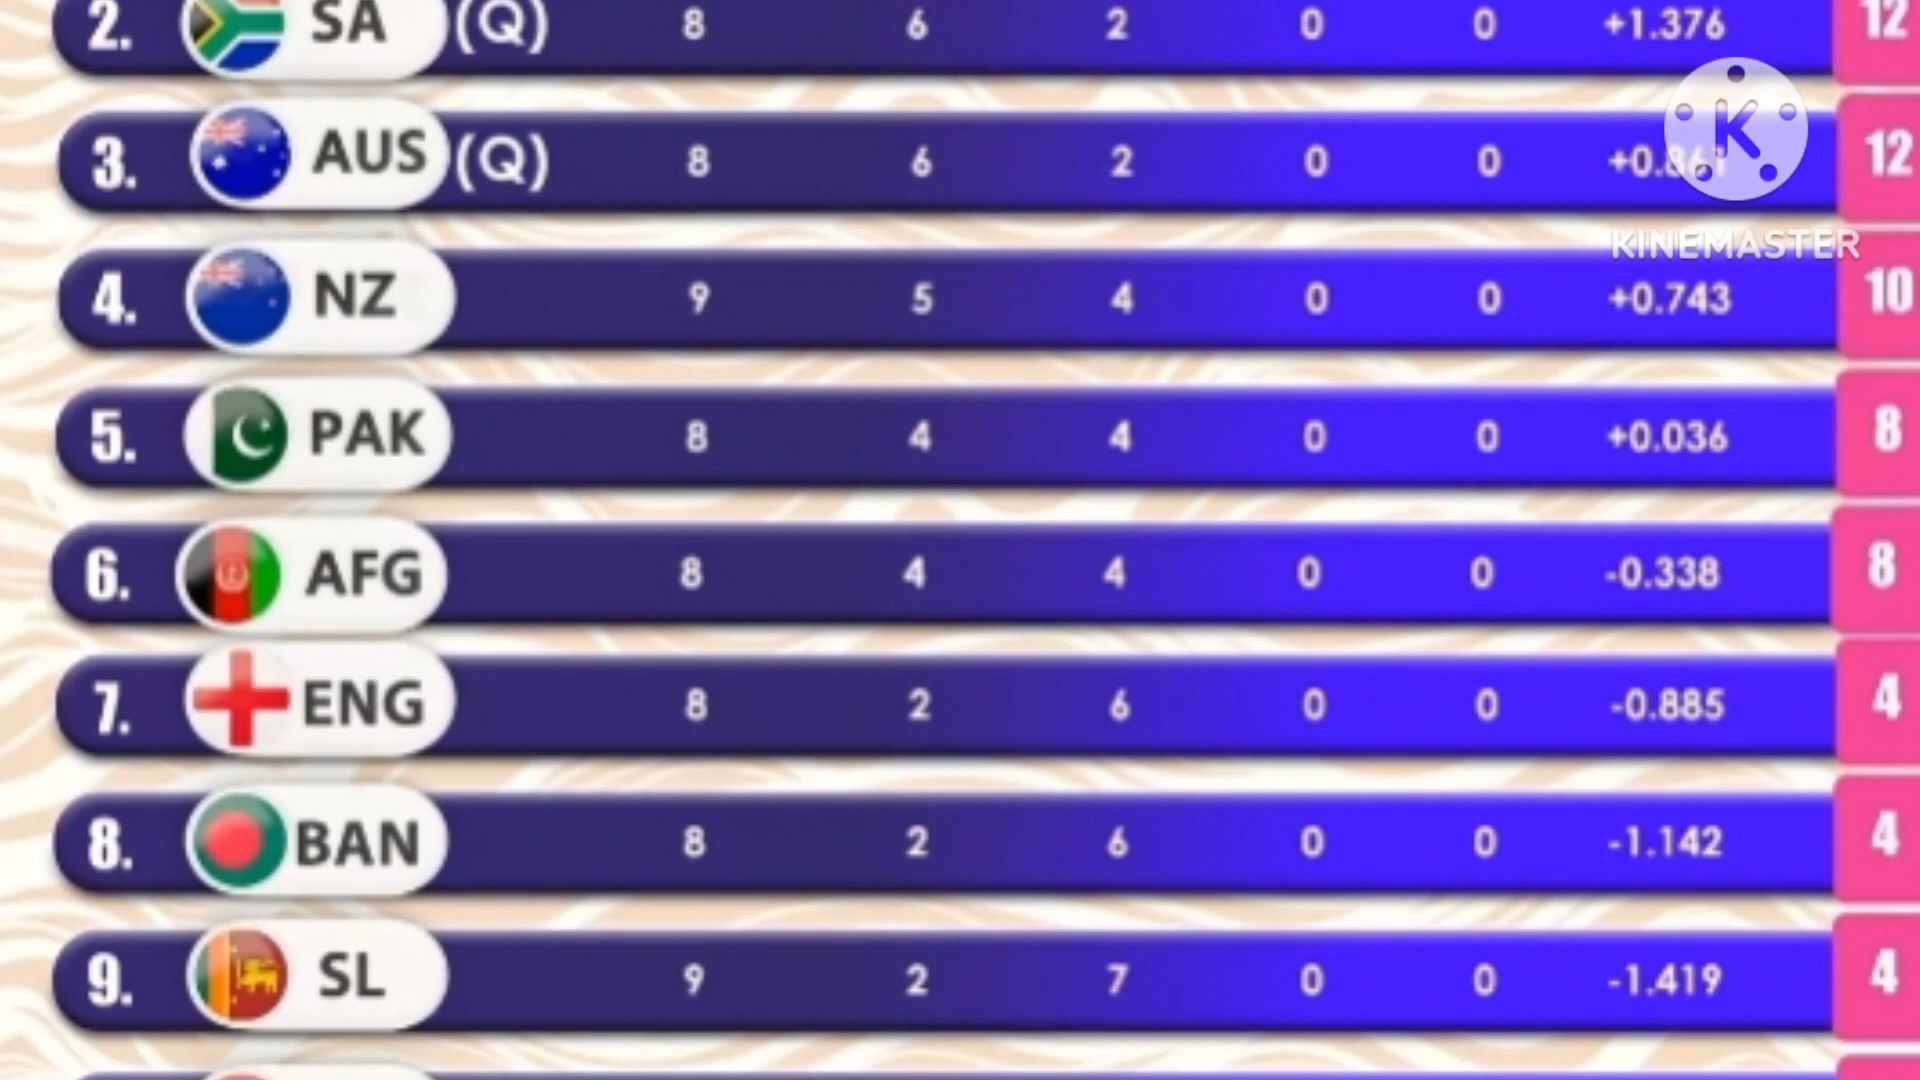 2. SA (Q) 8 6 2 0 0 +1.376 12
3. AUS (Q) 8 6 2 0 0 +0.861 12
K
KINEMASTER
4. NZ 9 5 4 0 0 +0.743 10
5. PAK 8 4 4 0 0 +0.036 8
6. AFG 8 4 4 0 0 -0.338 8
7. ENG 8 2 6 0 0 -0.885 4
8. BAN 8 2 6 0 0 -1.142 4
9. SL 9 2 7 0 0 -1.419 4